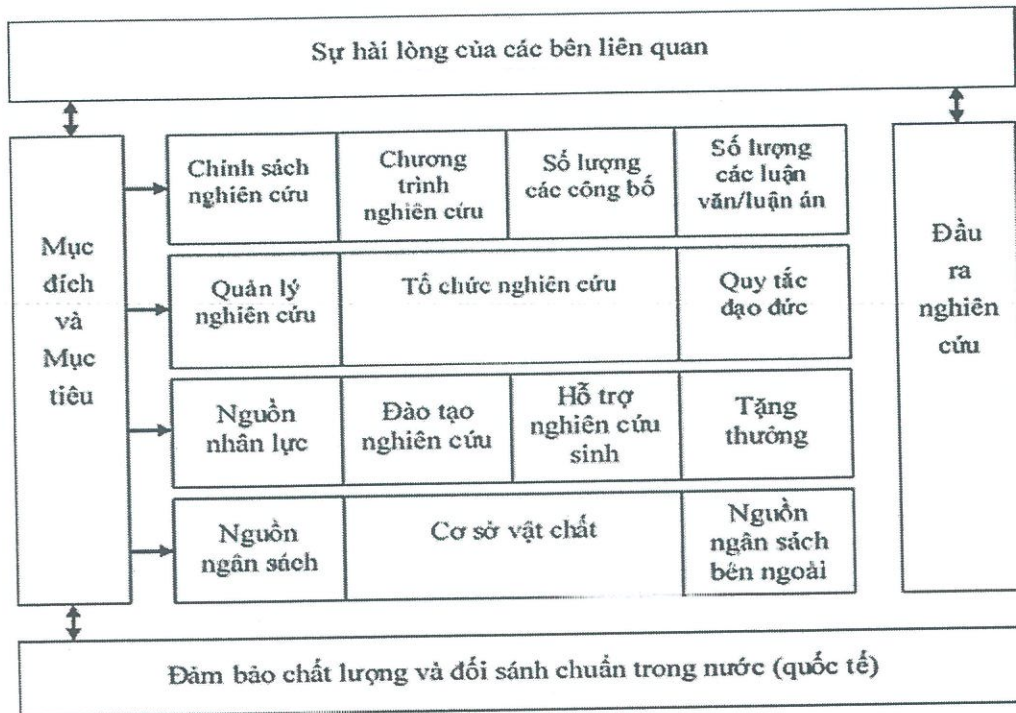 Sự hài lòng của các bên liên quan
Mục
đích
và
Mục
tiêu
Chính sách
nghiên cứu
Chương
trình
nghiên cứu
Số lượng
các công bố
Số lượng
các luận
văn/luận án
Quản lý
nghiên cứu
Tổ chức nghiên cứu
Quy tắc
đạo đức
Nguồn
nhân lực
Đào tạo
nghiên cứu
Hỗ trợ
nghiên cứu
sinh
Tặng
thưởng
Nguồn
ngân sách
Cơ sở vật chất
Nguồn
ngân sách
bên ngoài
Đầu
ra
nghiên
cứu
Đảm bảo chất lượng và đối sánh chuẩn trong nước (quốc tế)